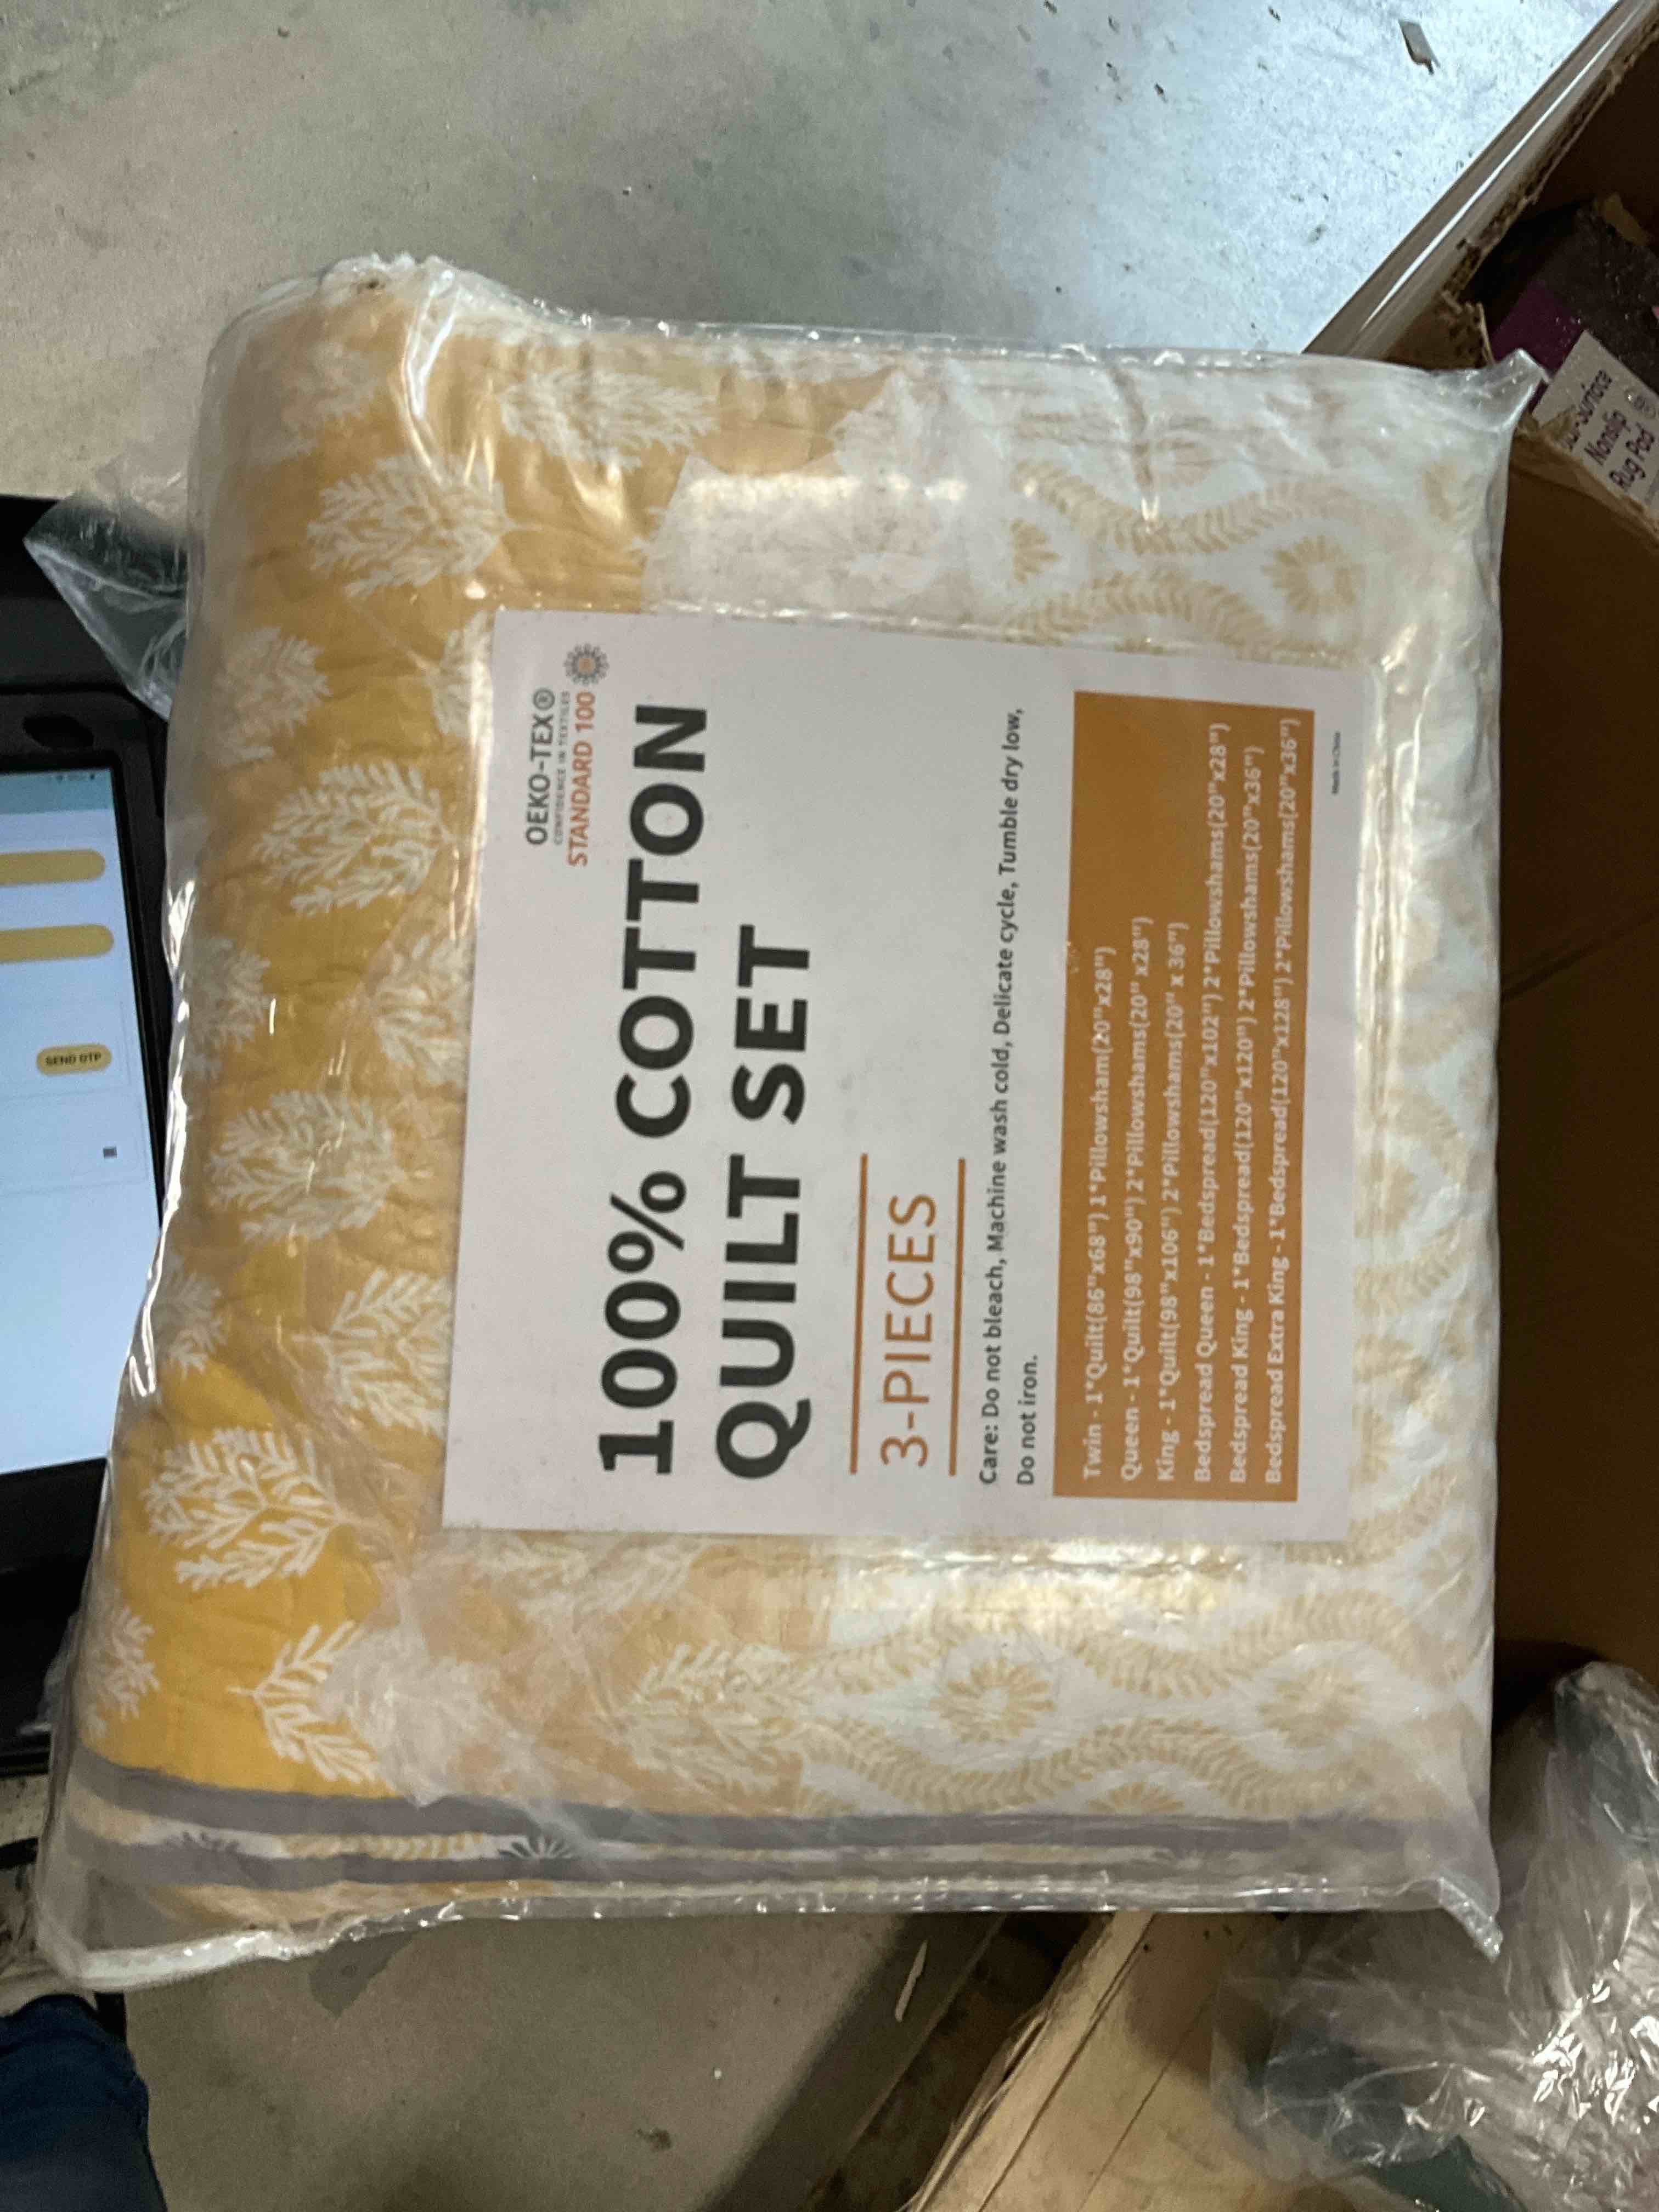 OEKO-TEX®
CONFIDENCE IN TEXTILES
STANDARD 100
100% COTTON
QUILT SET
3-PIECES
Care: Do not bleach, Machine wash cold, Delicate cycle, Tumble dry low,
Do not iron.
Twin - 1*Quilt(86"x68") 1*Pillowsham(20"x28")
Queen - 1*Quilt(98"x90") 2*Pillowshams(20" x28")
King - 1*Quilt(98"x106") 2*Pillowshams(20" x 36")
Bedspread Queen - 1*Bedspread(120"x102") 2*Pillowshams(20"x28")
Bedspread King - 1*Bedspread(120"x120") 2*Pillowshams(20"x36")
Bedspread Extra King - 1*Bedspread(120"x128") 2*Pillowshams(20"x36")
Made in China
SEND OTP
Nonslip
Rug Pad